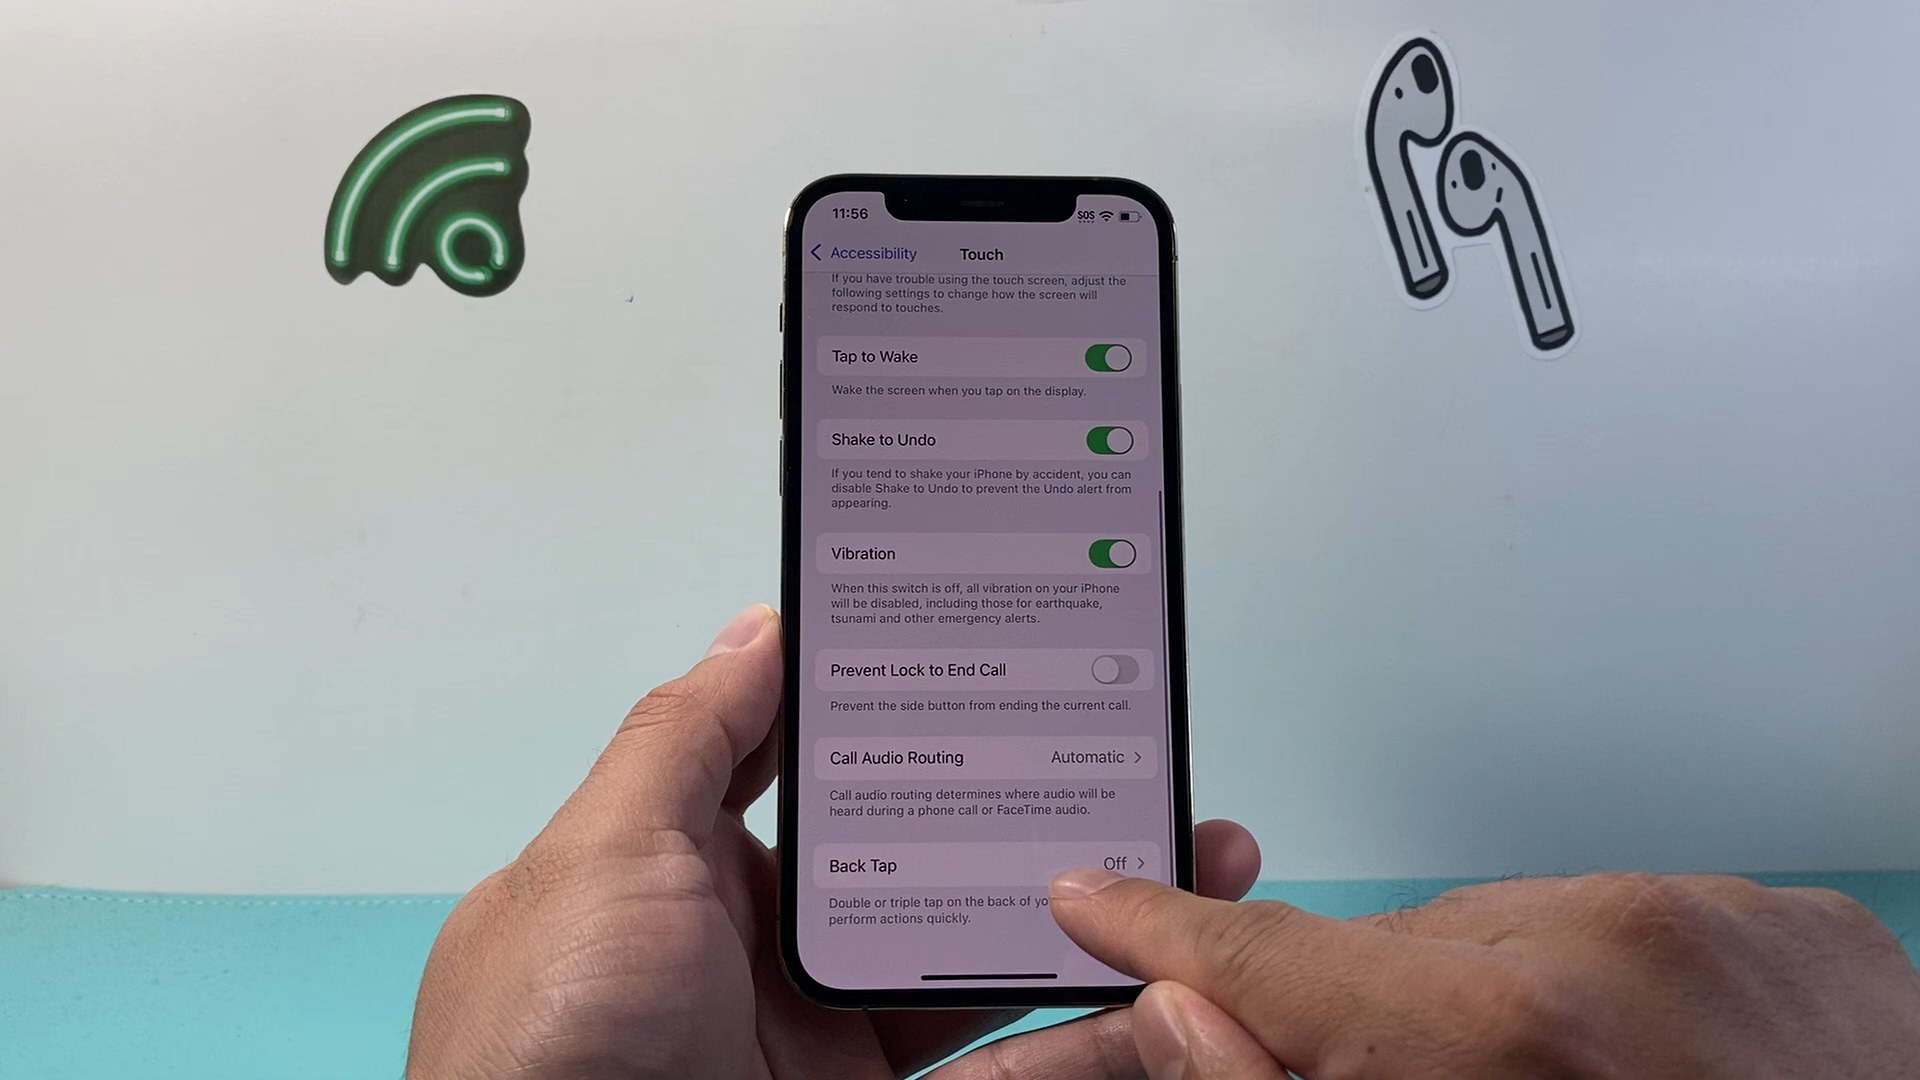 11:56
SOS
Accessibility
Touch
If you have trouble using the touch screen, adjust the
following settings to change how the screen will
respond to touches.
Tap to Wake
Wake the screen when you tap on the display.
Shake to Undo
If you tend to shake your iPhone by accident, you can
disable Shake to Undo to prevent the Undo alert from
appearing.
Vibration
When this switch is off, all vibration on your iPhone
will be disabled, including those for earthquake,
tsunami and other emergency alerts.
Prevent Lock to End Call
Prevent the side button from ending the current call.
Call Audio Routing
Automatic
Call audio routing determines where audio will be
heard during a phone call or FaceTime audio.
Back Tap
Off
Double or triple tap on the back of
perform actions quickly.